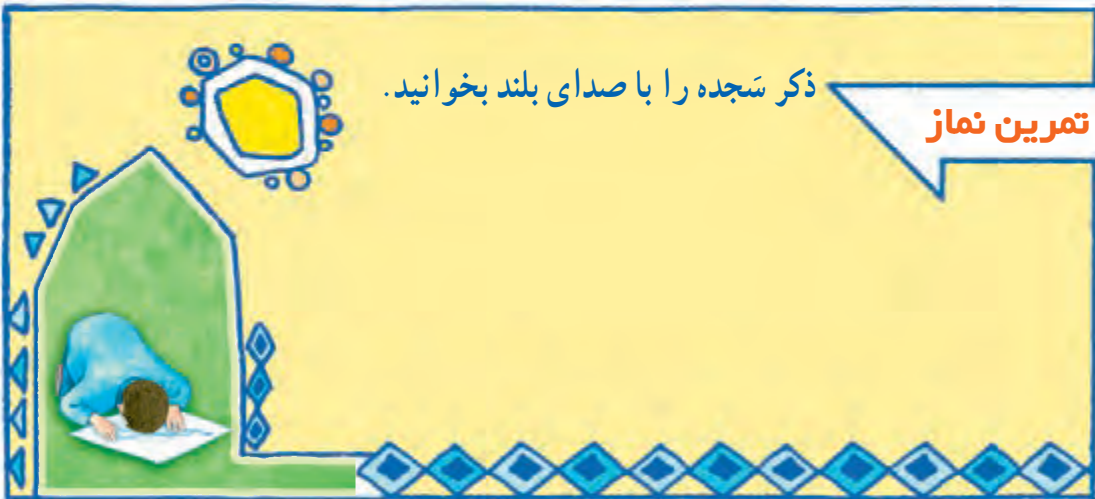 تمرین نماز
ذکر سَجده را با صدای بلند بخوانید.